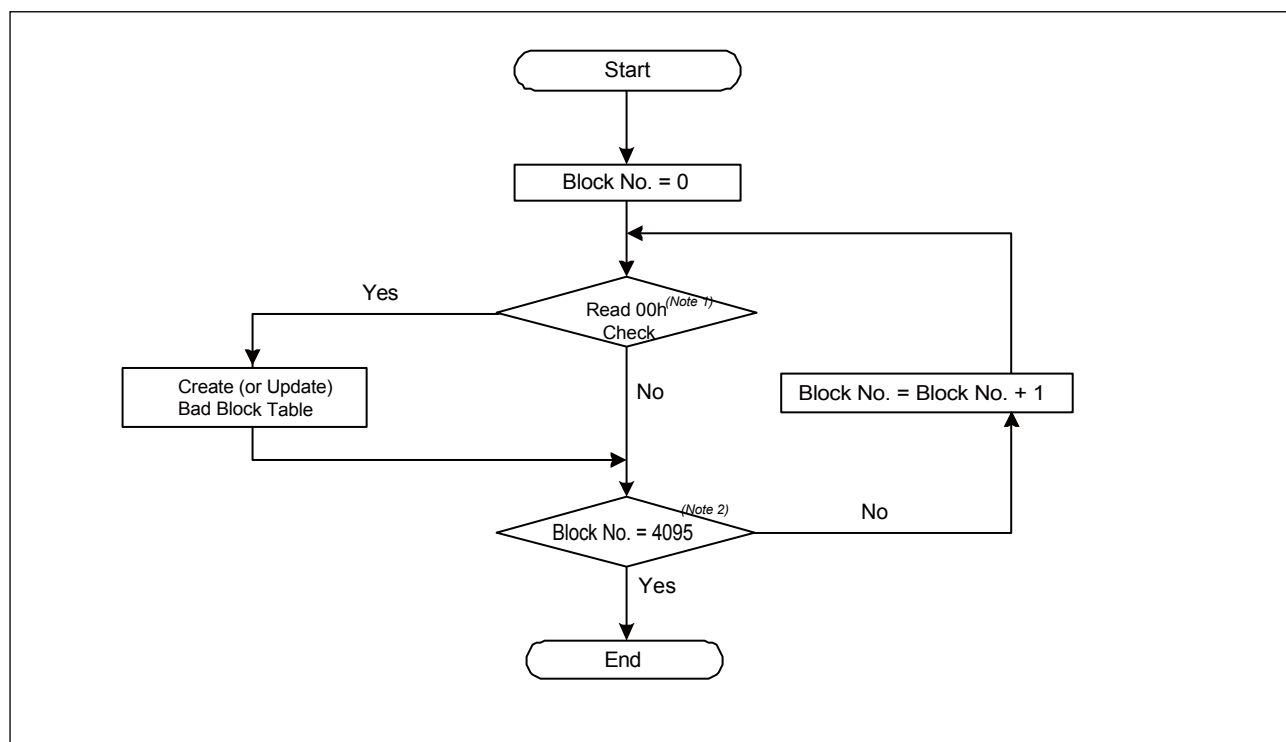 Start
Block No. = 0
Yes
Read 00h(Note 1)
Check
Create (or Update)
Bad Block Table
No
Block No. = Block No. + 1
Block No. = 4095(Note 2)
No
Yes
End